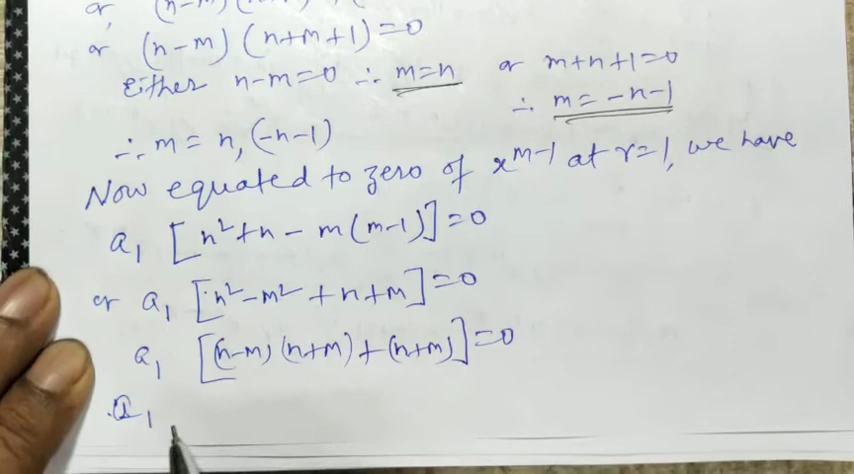 or (n-m)(n+m+1)=0
Either n-m=0 ∴ m=n or m+n+1=0
∴ m=-n-1
∴ m = n, (-n-1)
Now equated to zero of x^{m-1} at r=1, we have
a₁ [n²+n - m(m-1)]=0
or a₁ [n²-m²+n+m]=0
a₁ [(n-m)(n+m)+(n+m)]=0
a₁